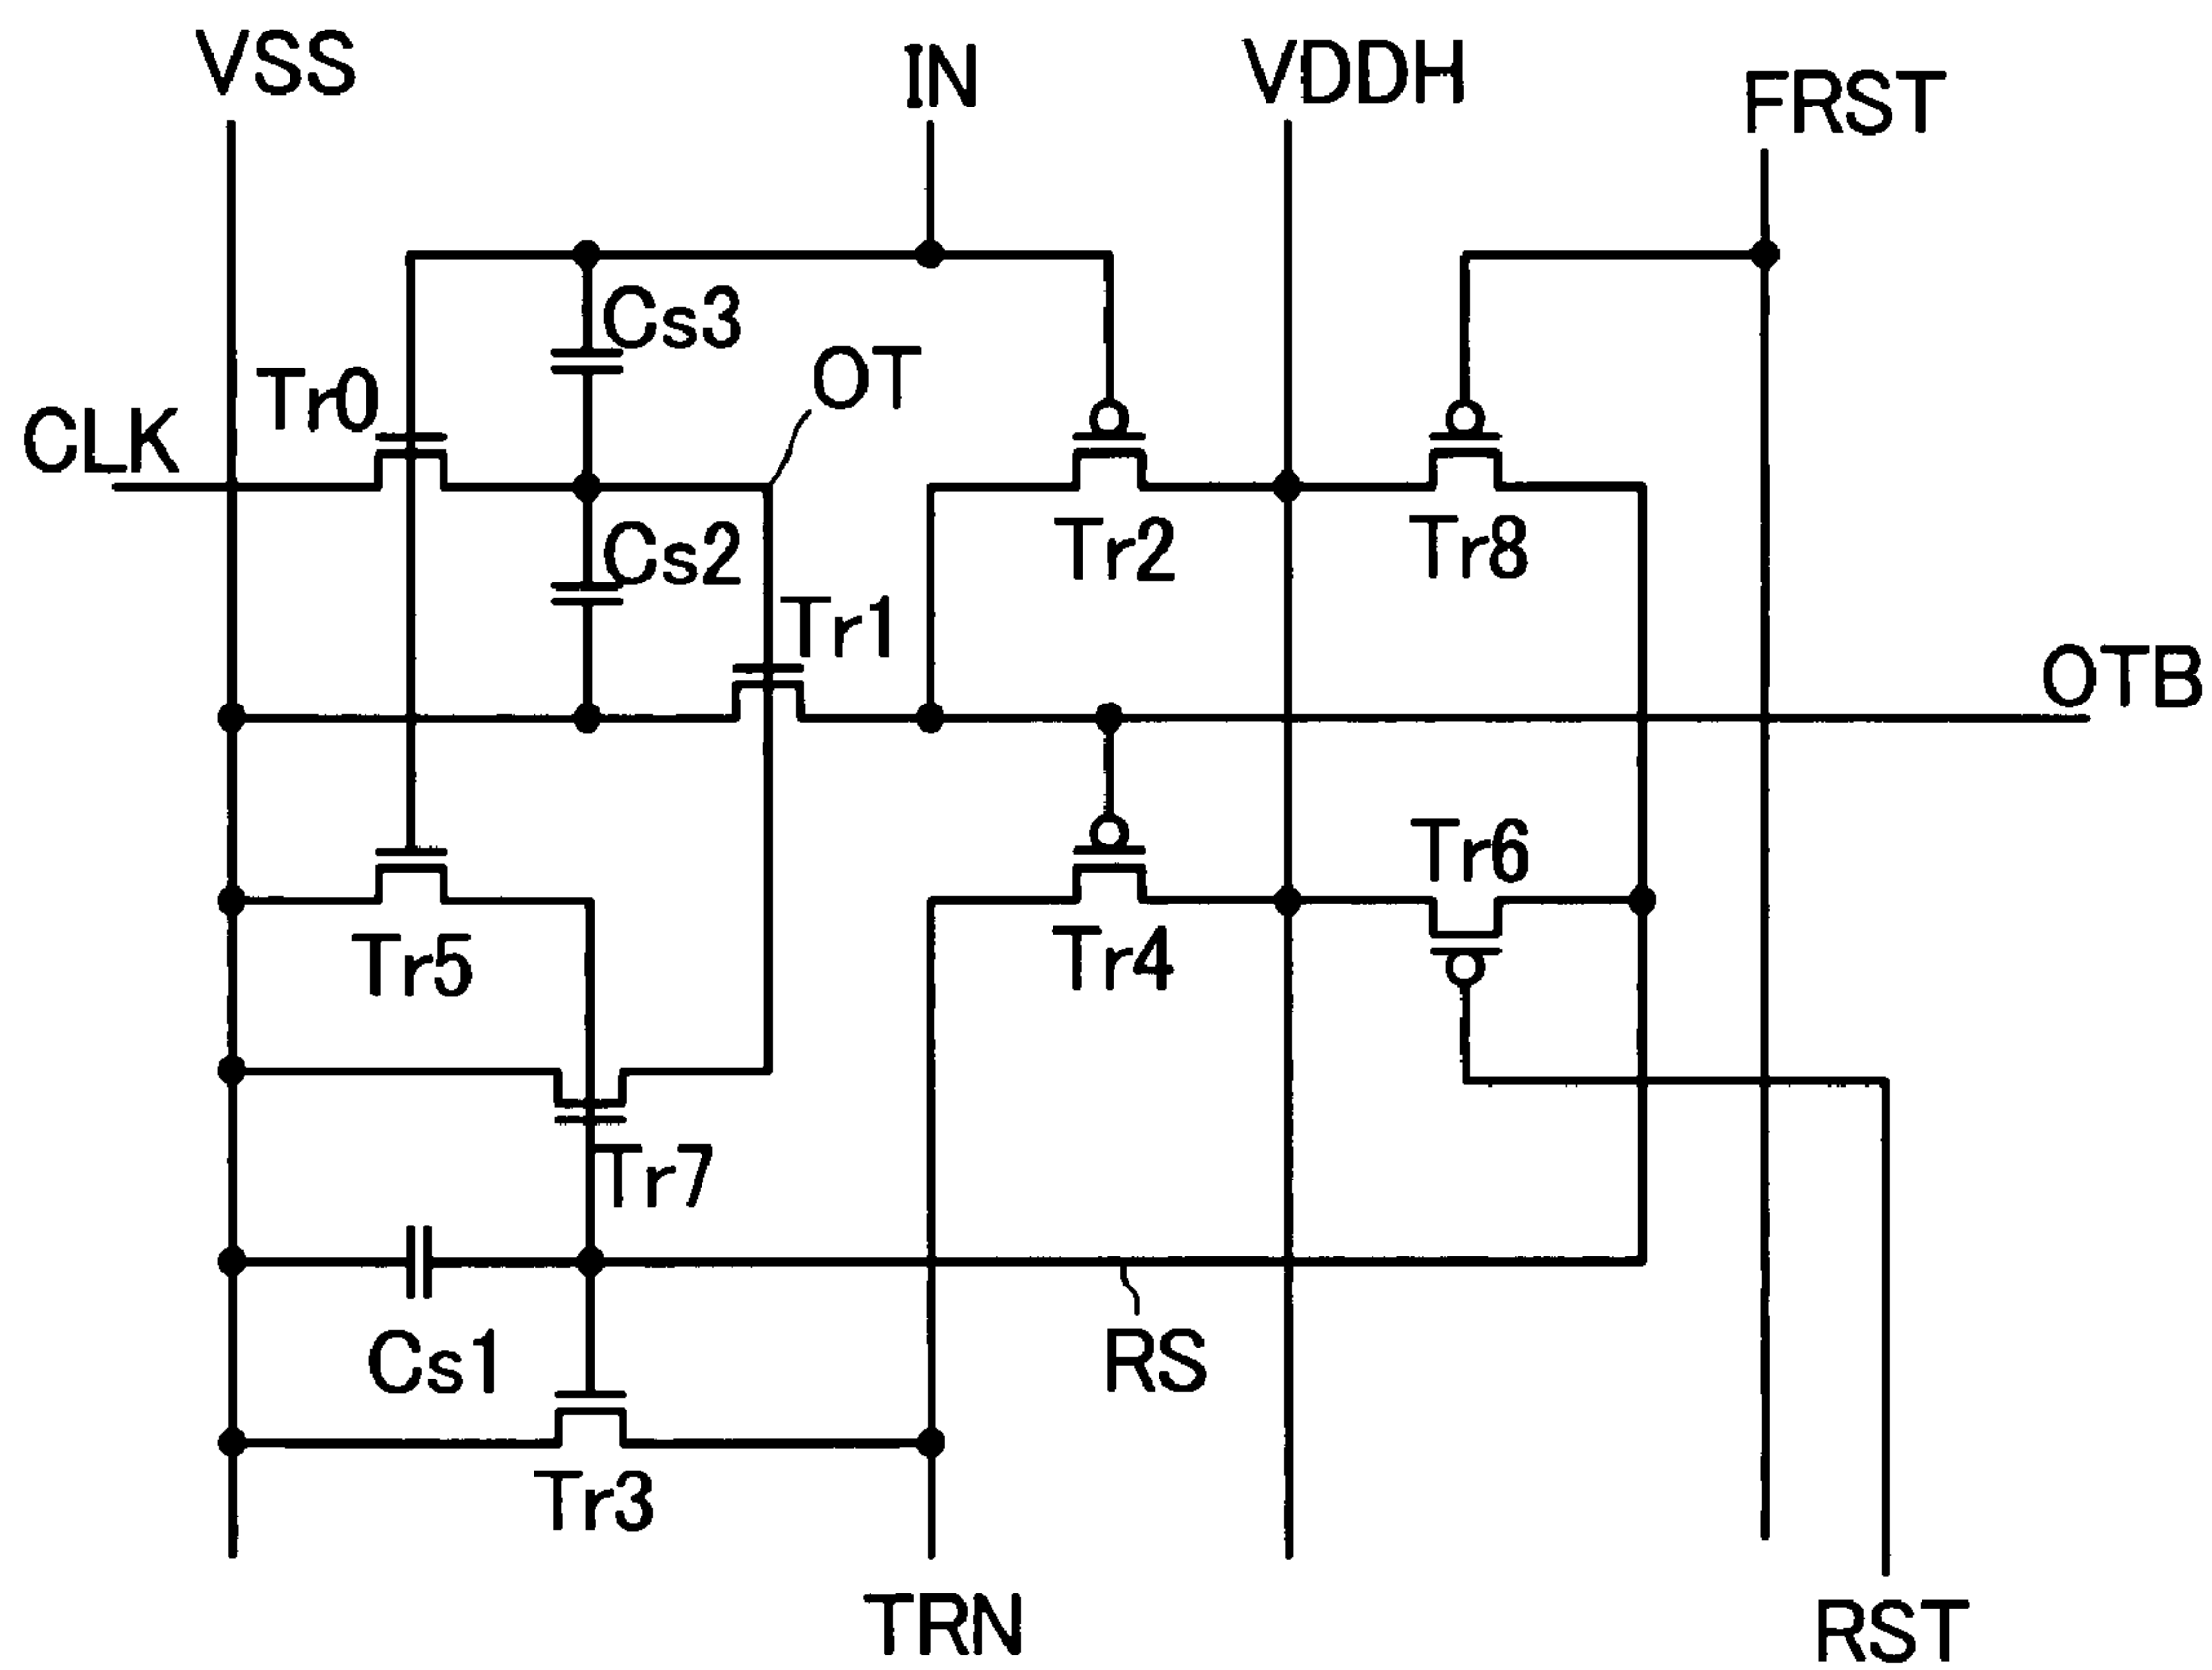 VSS
IN
VDDH
FRST
Cs3
OT
Tr0
CLK
Cs2
Tr2
Tr8
Tr1
OTB
Tr6
Tr5
Tr4
Tr7
Cs1
RS
Tr3
TRN
RST